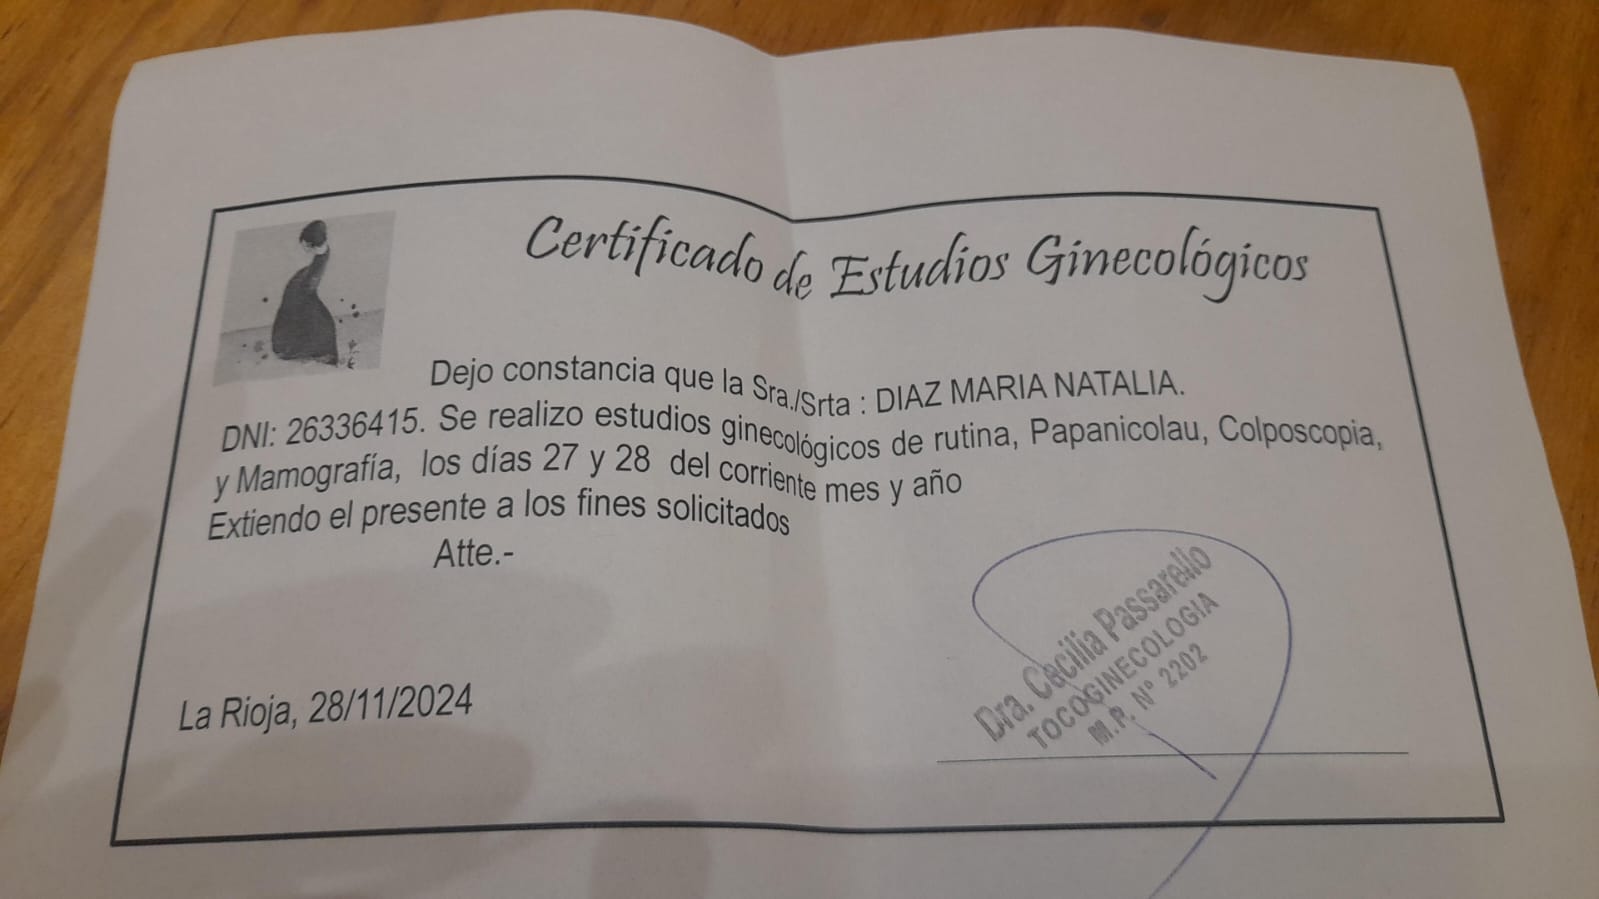 Certificado de Estudios Ginecológicos
Dejo constancia que la Sra./Srta : DIAZ MARIA NATALIA.
DNI: 26336415. Se realizo estudios ginecológicos de rutina, Papanicolau, Colposcopia,
y Mamografía, los días 27 y 28 del corriente mes y año
Extiendo el presente a los fines solicitados
Atte.-
Dra. Cecilia Passarello
TOCOGINECOLOGIA
M.P. N° 2202
La Rioja, 28/11/2024